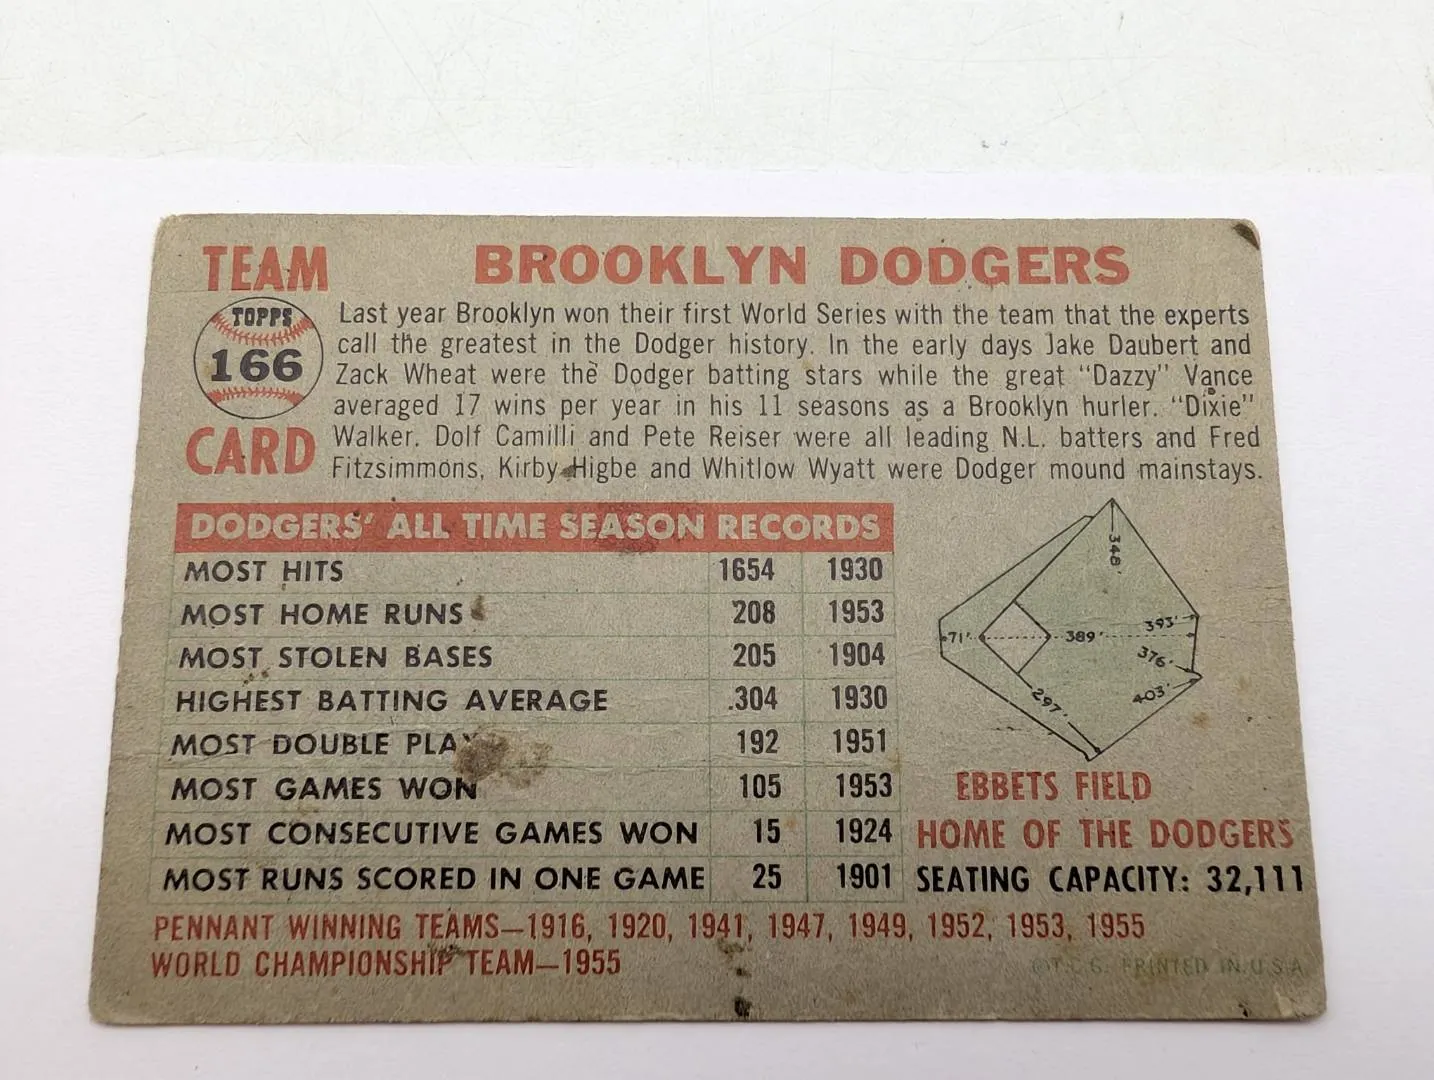 TEAM
BROOKLYN DODGERS
TOPPS
166
CARD
Last year Brooklyn won their first World Series with the team that the experts
call the greatest in the Dodger history. In the early days Jake Daubert and
Zack Wheat were the Dodger batting stars while the great "Dazzy" Vance
averaged 17 wins per year in his 11 seasons as a Brooklyn hurler. "Dixie"
Walker, Dolf Camilli and Pete Reiser were all leading N.L. batters and Fred
Fitzsimmons, Kirby Higbe and Whitlow Wyatt were Dodger mound mainstays.
DODGERS' ALL TIME SEASON RECORDS
MOST HITS 1654 1930
MOST HOME RUNS 208 1953
MOST STOLEN BASES 205 1904
HIGHEST BATTING AVERAGE .304 1930
MOST DOUBLE PLAY 192 1951
MOST GAMES WON 105 1953
MOST CONSECUTIVE GAMES WON 15 1924
MOST RUNS SCORED IN ONE GAME 25 1901
348'
393'
71' 389'
376'
403'
297'
EBBETS FIELD
HOME OF THE DODGERS
SEATING CAPACITY: 32,111
PENNANT WINNING TEAMS—1916, 1920, 1941, 1947, 1949, 1952, 1953, 1955
WORLD CHAMPIONSHIP TEAM—1955
©T.C.G. PRINTED IN U.S.A.